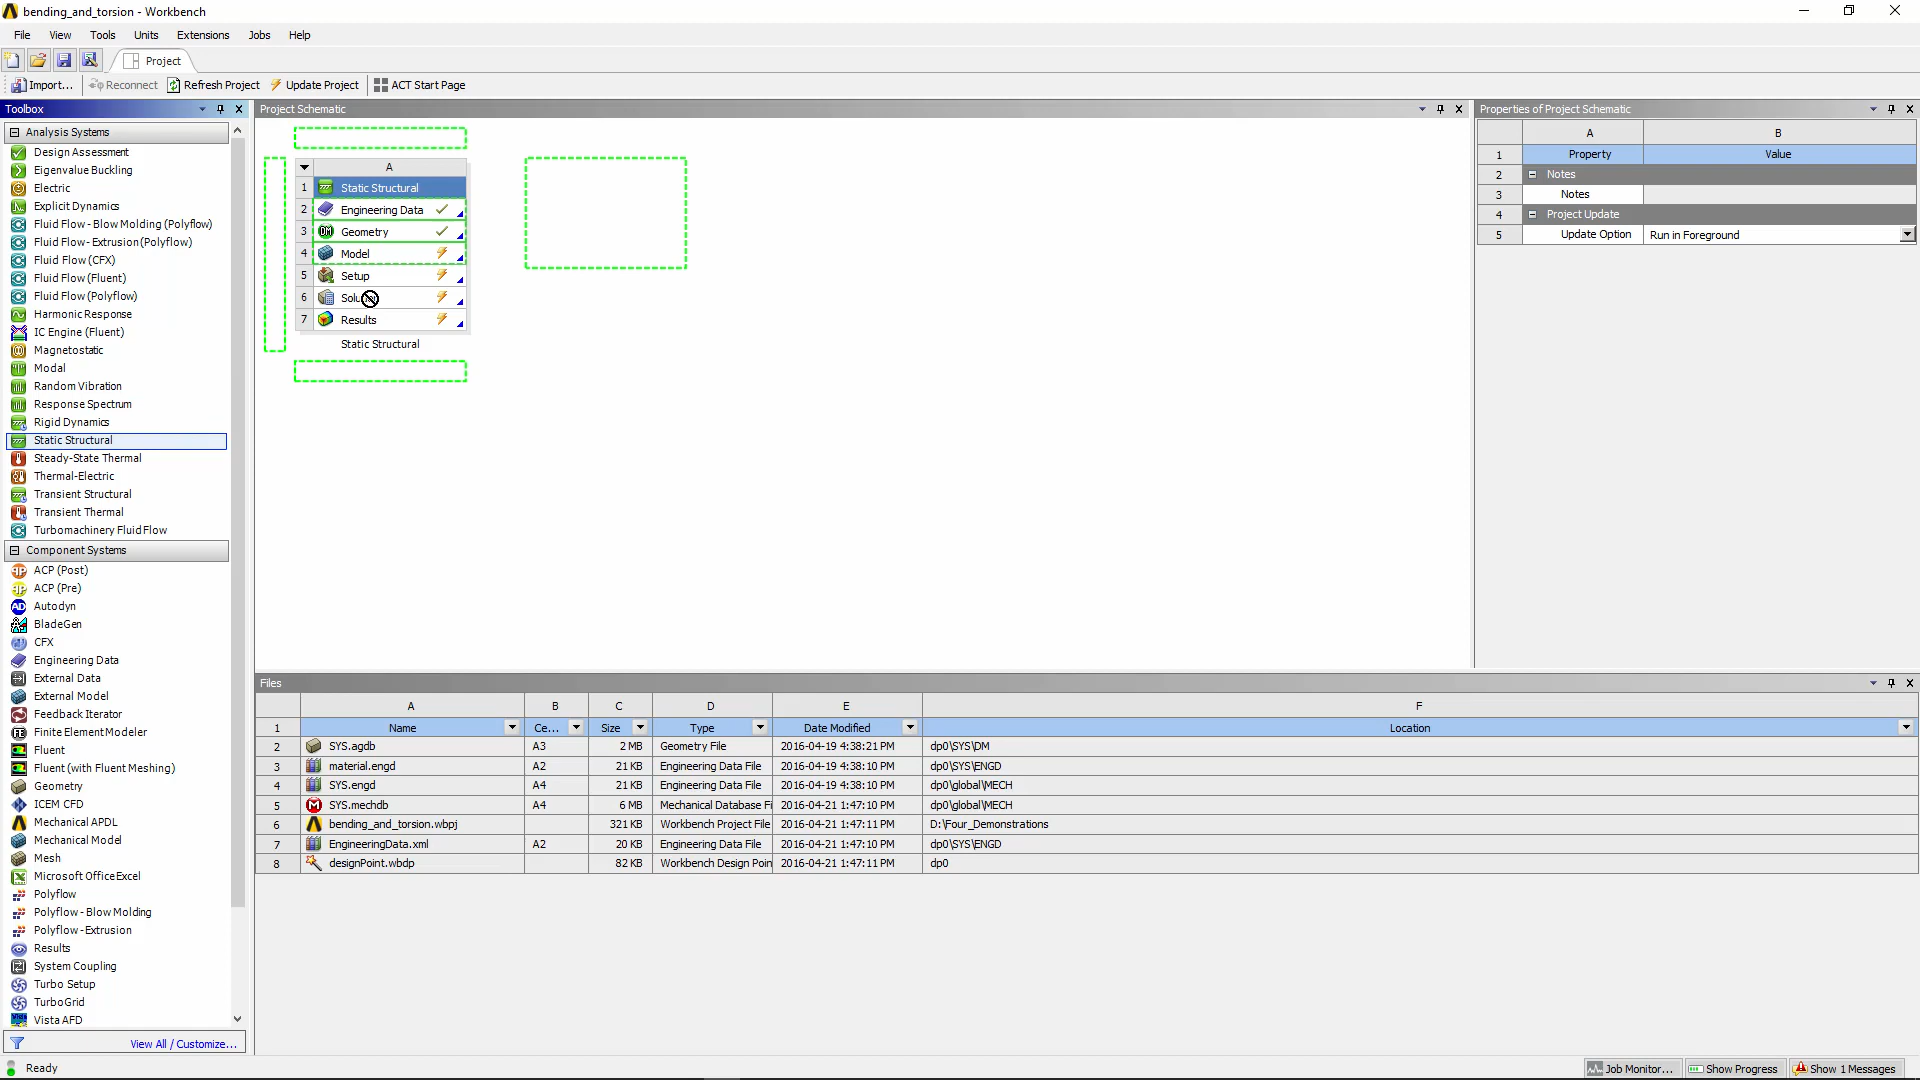 bending_and_torsion - Workbench
File View Tools Units Extensions Jobs Help
Project
Import... Reconnect Refresh Project Update Project ACT Start Page
Toolbox
Analysis Systems
Design Assessment
Eigenvalue Buckling
Electric
Explicit Dynamics
Fluid Flow - Blow Molding (Polyflow)
Fluid Flow - Extrusion (Polyflow)
Fluid Flow (CFX)
Fluid Flow (Fluent)
Fluid Flow (Polyflow)
Harmonic Response
IC Engine (Fluent)
Magnetostatic
Modal
Random Vibration
Response Spectrum
Rigid Dynamics
Static Structural
Steady-State Thermal
Thermal-Electric
Transient Structural
Transient Thermal
Turbomachinery Fluid Flow
Component Systems
ACP (Post)
ACP (Pre)
Autodyn
BladeGen
CFX
Engineering Data
External Data
External Model
Feedback Iterator
Finite Element Modeler
Fluent
Fluent (with Fluent Meshing)
Geometry
ICEM CFD
Mechanical APDL
Mechanical Model
Mesh
Microsoft Office Excel
Polyflow
Polyflow - Blow Molding
Polyflow - Extrusion
Results
System Coupling
Turbo Setup
TurboGrid
Vista AFD
View All / Customize...
Project Schematic
A
1 Static Structural
2 Engineering Data
3 DM Geometry
4 Model
5 Setup
6
7 Results
Static Structural
Properties of Project Schematic
A B
1 Property Value
2 Notes
3 Notes
4 Project Update
5 Update Option Run in Foreground
Files
A B C D E F
1 Name Ce... Size Type Date Modified Location
2 SYS.agdb A3 2 MB Geometry File 2016-04-19 4:38:21 PM dp0\SYS\DM
3 material.engd A2 21 KB Engineering Data File 2016-04-19 4:38:10 PM dp0\SYS\ENGD
4 SYS.engd A4 21 KB Engineering Data File 2016-04-19 4:38:10 PM dp0\global\MECH
5 SYS.mechdb A4 6 MB Mechanical Database Fi 2016-04-21 1:47:10 PM dp0\global\MECH
6 bending_and_torsion.wbpj 321 KB Workbench Project File 2016-04-21 1:47:11 PM D:\Four_Demonstrations
7 EngineeringData.xml A2 20 KB Engineering Data File 2016-04-21 1:47:10 PM dp0\SYS\ENGD
8 designPoint.wbdp 82 KB Workbench Design Poin 2016-04-21 1:47:11 PM dp0
Ready
Job Monitor... Show Progress Show 1 Messages